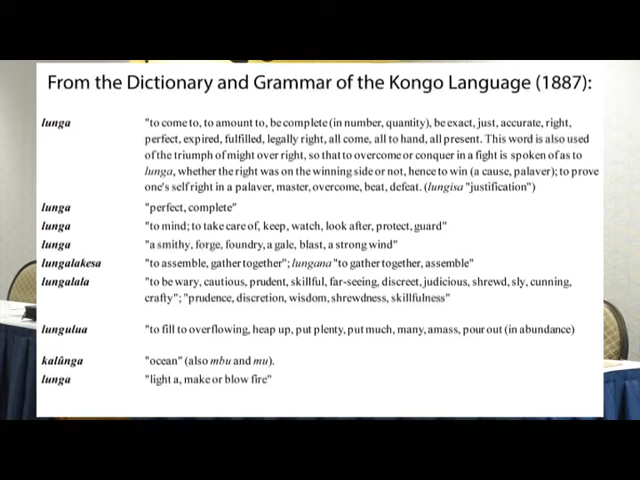 From the Dictionary and Grammar of the Kongo Language (1887):
lunga "to come to, to amount to, be complete (in number, quantity), be exact, just, accurate, right,
perfect, expired, fulfilled, legally right, all come, all to hand, all present. This word is also used
of the triumph of might over right, so that to overcome or conquer in a fight is spoken of as to
lunga, whether the right was on the winning side or not, hence to win (a cause, palaver); to prove
one's self right in a palaver, master, overcome, beat, defeat. (lungisa "justification")
lunga "perfect, complete"
lunga "to mind; to take care of, keep, watch, look after, protect, guard"
lunga "a smithy, forge, foundry, a gale, blast, a strong wind"
lungalakesa "to assemble, gather together"; lungana "to gather together, assemble"
lungalala "to be wary, cautious, prudent, skillful, far-seeing, discreet, judicious, shrewd, sly, cunning,
crafty"; "prudence, discretion, wisdom, shrewdness, skillfulness"
lungulua "to fill to overflowing, heap up, put plenty, put much, many, amass, pour out (in abundance)
kalûnga "ocean" (also mbu and mu).
lunga "light a, make or blow fire"